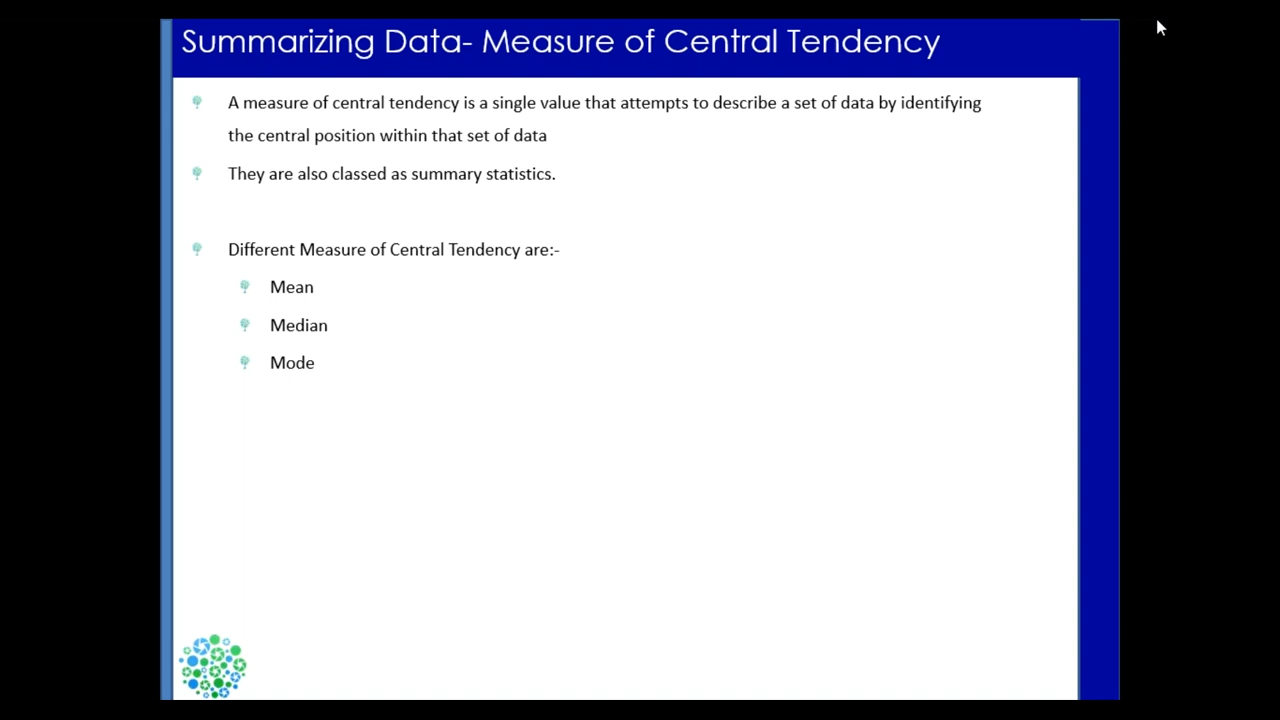 Summarizing Data- Measure of Central Tendency
A measure of central tendency is a single value that attempts to describe a set of data by identifying
the central position within that set of data
They are also classed as summary statistics.
Different Measure of Central Tendency are:-
Mean
Median
Mode